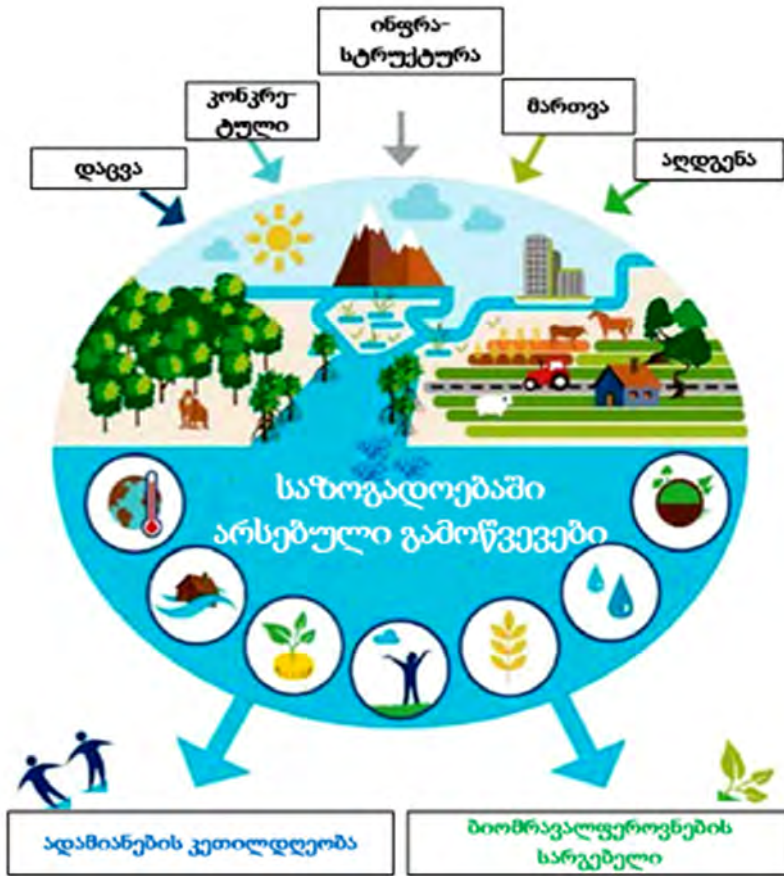 ინფრა-
სტრუქტურა
კონკრე-
ტული
მართვა
დაცვა
აღდგენა
საზოგადოებაში
არსებული გამოწვევები
ადამიანების კეთილდღეობა
ბიომრავალფეროვნების
სარგებელი